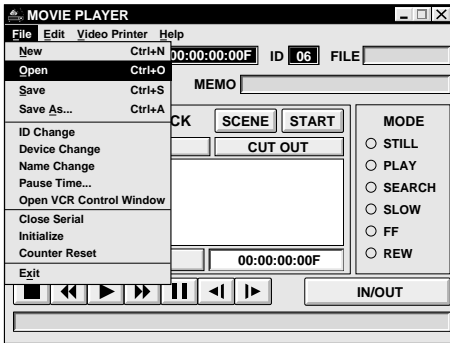 MOVIE PLAYER
File Edit Video Printer Help
New Ctrl+N
00:00:00:00F ID 06 FILE
Open Ctrl+O
Save Ctrl+S
MEMO
Save As... Ctrl+A
CK SCENE START MODE
ID Change
Device Change
CUT OUT
STILL
Name Change
PLAY
Pause Time...
SEARCH
Open VCR Control Window
SLOW
Close Serial
Initialize
FF
Counter Reset
00:00:00:00F
REW
Exit
IN/OUT